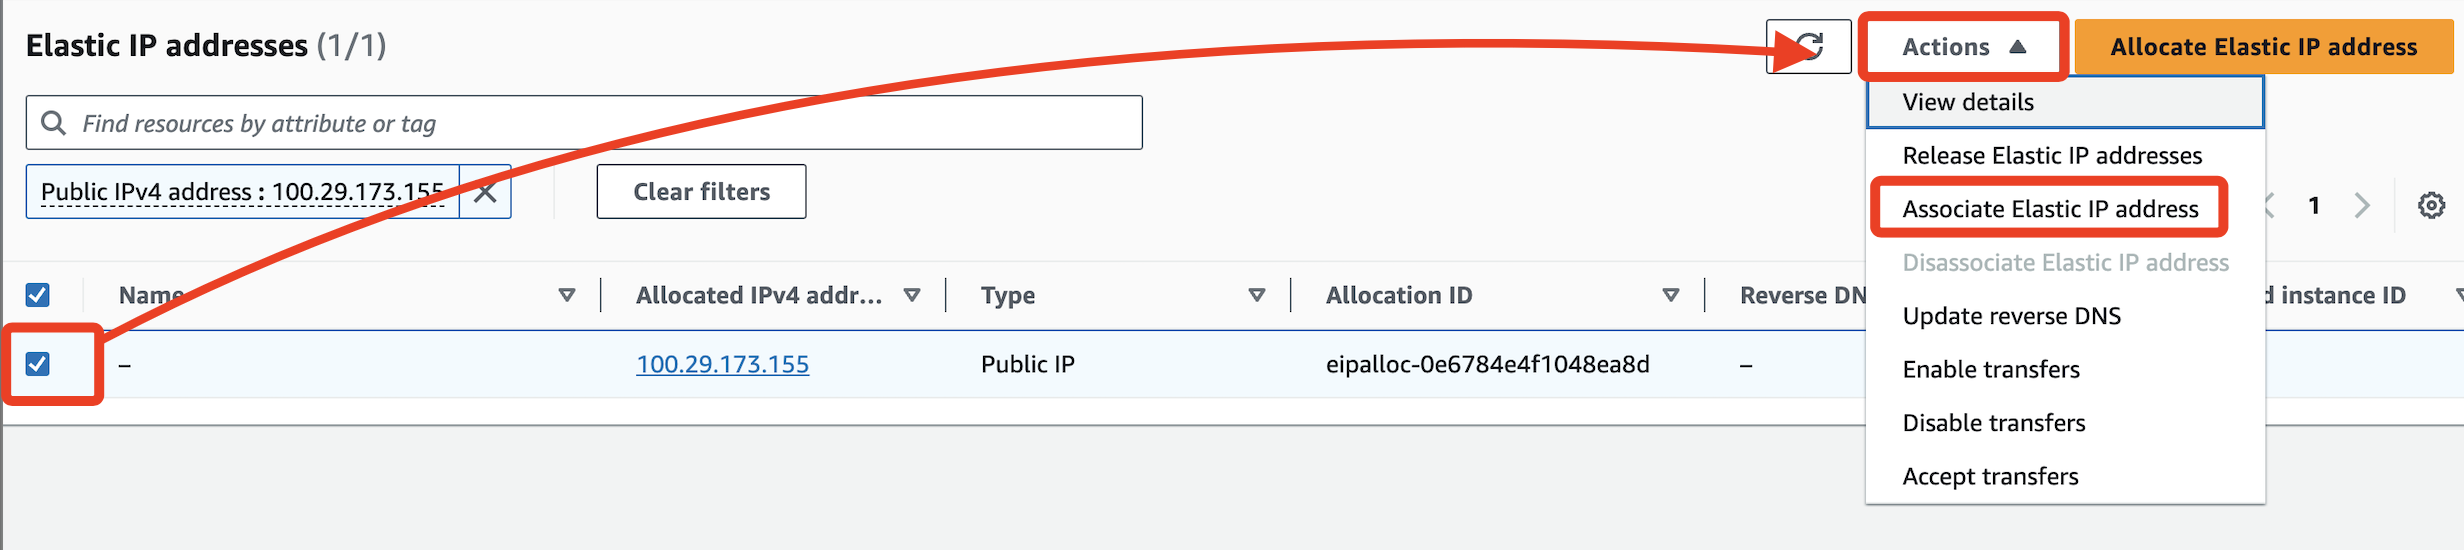 Elastic IP addresses (1/1)
Actions
Allocate Elastic IP address
Find resources by attribute or tag
Public IPv4 address : 100.29.173.155
Clear filters
1
View details
Release Elastic IP addresses
Associate Elastic IP address
Disassociate Elastic IP address
Update reverse DNS
Enable transfers
Disable transfers
Accept transfers
Name
Allocated IPv4 addr...
Type
Allocation ID
Reverse DN
instance ID
–
100.29.173.155
Public IP
eipalloc-0e6784e4f1048ea8d
–